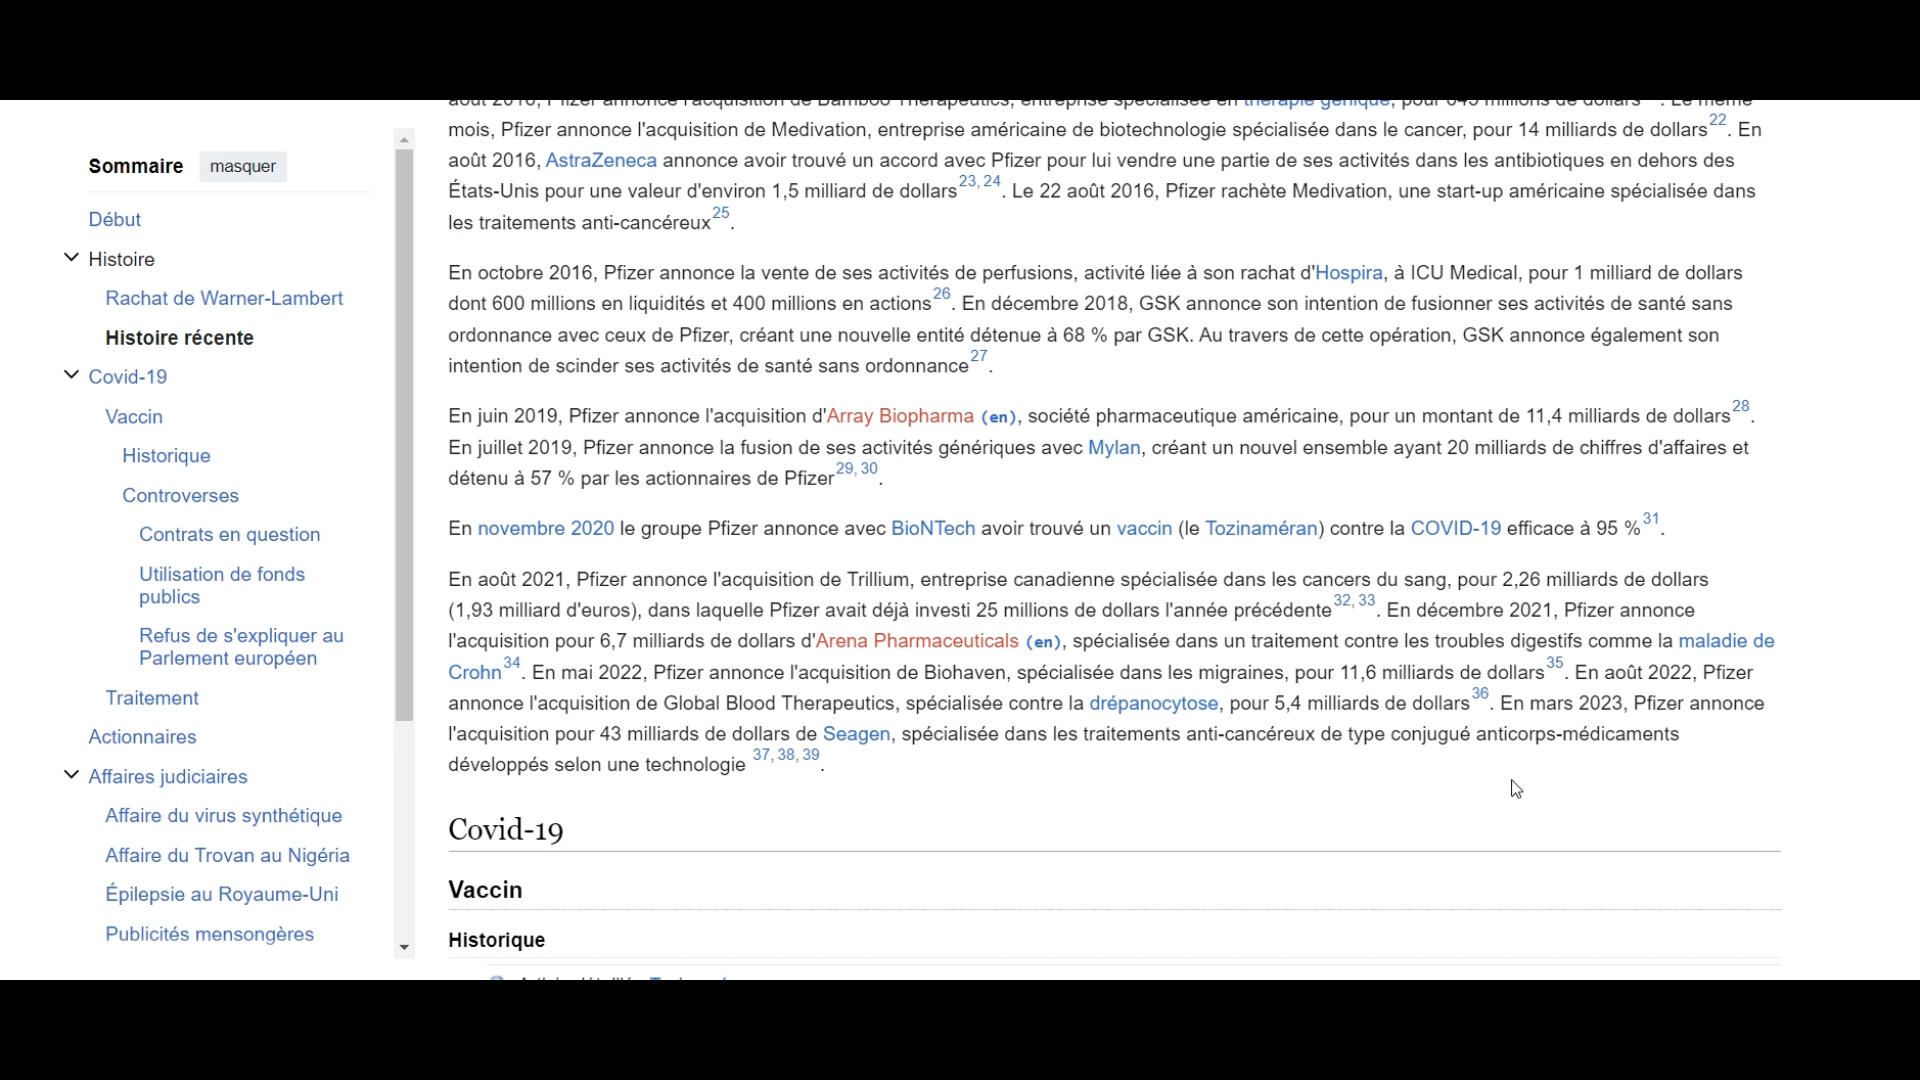 Sommaire masquer
Début
Histoire
Rachat de Warner-Lambert
Histoire récente
Covid-19
Vaccin
Historique
Controverses
Contrats en question
Utilisation de fonds
publics
Refus de s'expliquer au
Parlement européen
Traitement
Actionnaires
Affaires judiciaires
Affaire du virus synthétique
Affaire du Trovan au Nigéria
Épilepsie au Royaume-Uni
Publicités mensongères
août 2016, Pfizer annonce l'acquisition de Bamboo Therapeutics, entreprise spécialisée en thérapie génique, pour 645 millions de dollars . Le même
mois, Pfizer annonce l'acquisition de Medivation, entreprise américaine de biotechnologie spécialisée dans le cancer, pour 14 milliards de dollars22. En
août 2016, AstraZeneca annonce avoir trouvé un accord avec Pfizer pour lui vendre une partie de ses activités dans les antibiotiques en dehors des
États-Unis pour une valeur d'environ 1,5 milliard de dollars23, 24. Le 22 août 2016, Pfizer rachète Medivation, une start-up américaine spécialisée dans
les traitements anti-cancéreux25.
En octobre 2016, Pfizer annonce la vente de ses activités de perfusions, activité liée à son rachat d'Hospira, à ICU Medical, pour 1 milliard de dollars
dont 600 millions en liquidités et 400 millions en actions26. En décembre 2018, GSK annonce son intention de fusionner ses activités de santé sans
ordonnance avec ceux de Pfizer, créant une nouvelle entité détenue à 68 % par GSK. Au travers de cette opération, GSK annonce également son
intention de scinder ses activités de santé sans ordonnance27.
En juin 2019, Pfizer annonce l'acquisition d'Array Biopharma (en), société pharmaceutique américaine, pour un montant de 11,4 milliards de dollars28.
En juillet 2019, Pfizer annonce la fusion de ses activités génériques avec Mylan, créant un nouvel ensemble ayant 20 milliards de chiffres d'affaires et
détenu à 57 % par les actionnaires de Pfizer29, 30.
En novembre 2020 le groupe Pfizer annonce avec BioNTech avoir trouvé un vaccin (le Tozinaméran) contre la COVID-19 efficace à 95 %31.
En août 2021, Pfizer annonce l'acquisition de Trillium, entreprise canadienne spécialisée dans les cancers du sang, pour 2,26 milliards de dollars
(1,93 milliard d'euros), dans laquelle Pfizer avait déjà investi 25 millions de dollars l'année précédente32, 33. En décembre 2021, Pfizer annonce
l'acquisition pour 6,7 milliards de dollars d'Arena Pharmaceuticals (en), spécialisée dans un traitement contre les troubles digestifs comme la maladie de
Crohn34. En mai 2022, Pfizer annonce l'acquisition de Biohaven, spécialisée dans les migraines, pour 11,6 milliards de dollars35. En août 2022, Pfizer
annonce l'acquisition de Global Blood Therapeutics, spécialisée contre la drépanocytose, pour 5,4 milliards de dollars36. En mars 2023, Pfizer annonce
l'acquisition pour 43 milliards de dollars de Seagen, spécialisée dans les traitements anti-cancéreux de type conjugué anticorps-médicaments
développés selon une technologie 37, 38, 39.
Covid-19
Vaccin
Historique